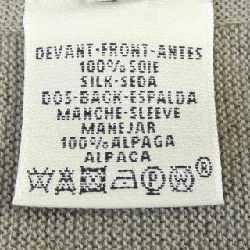 DEVANT-FRONT-ANTES
100% SOIE
SILK-SEDA
DOS-BACK-ESPALDA
MANCHE-SLEEVE
MANEJAR
100% ALPAGA
ALPACA
P ®